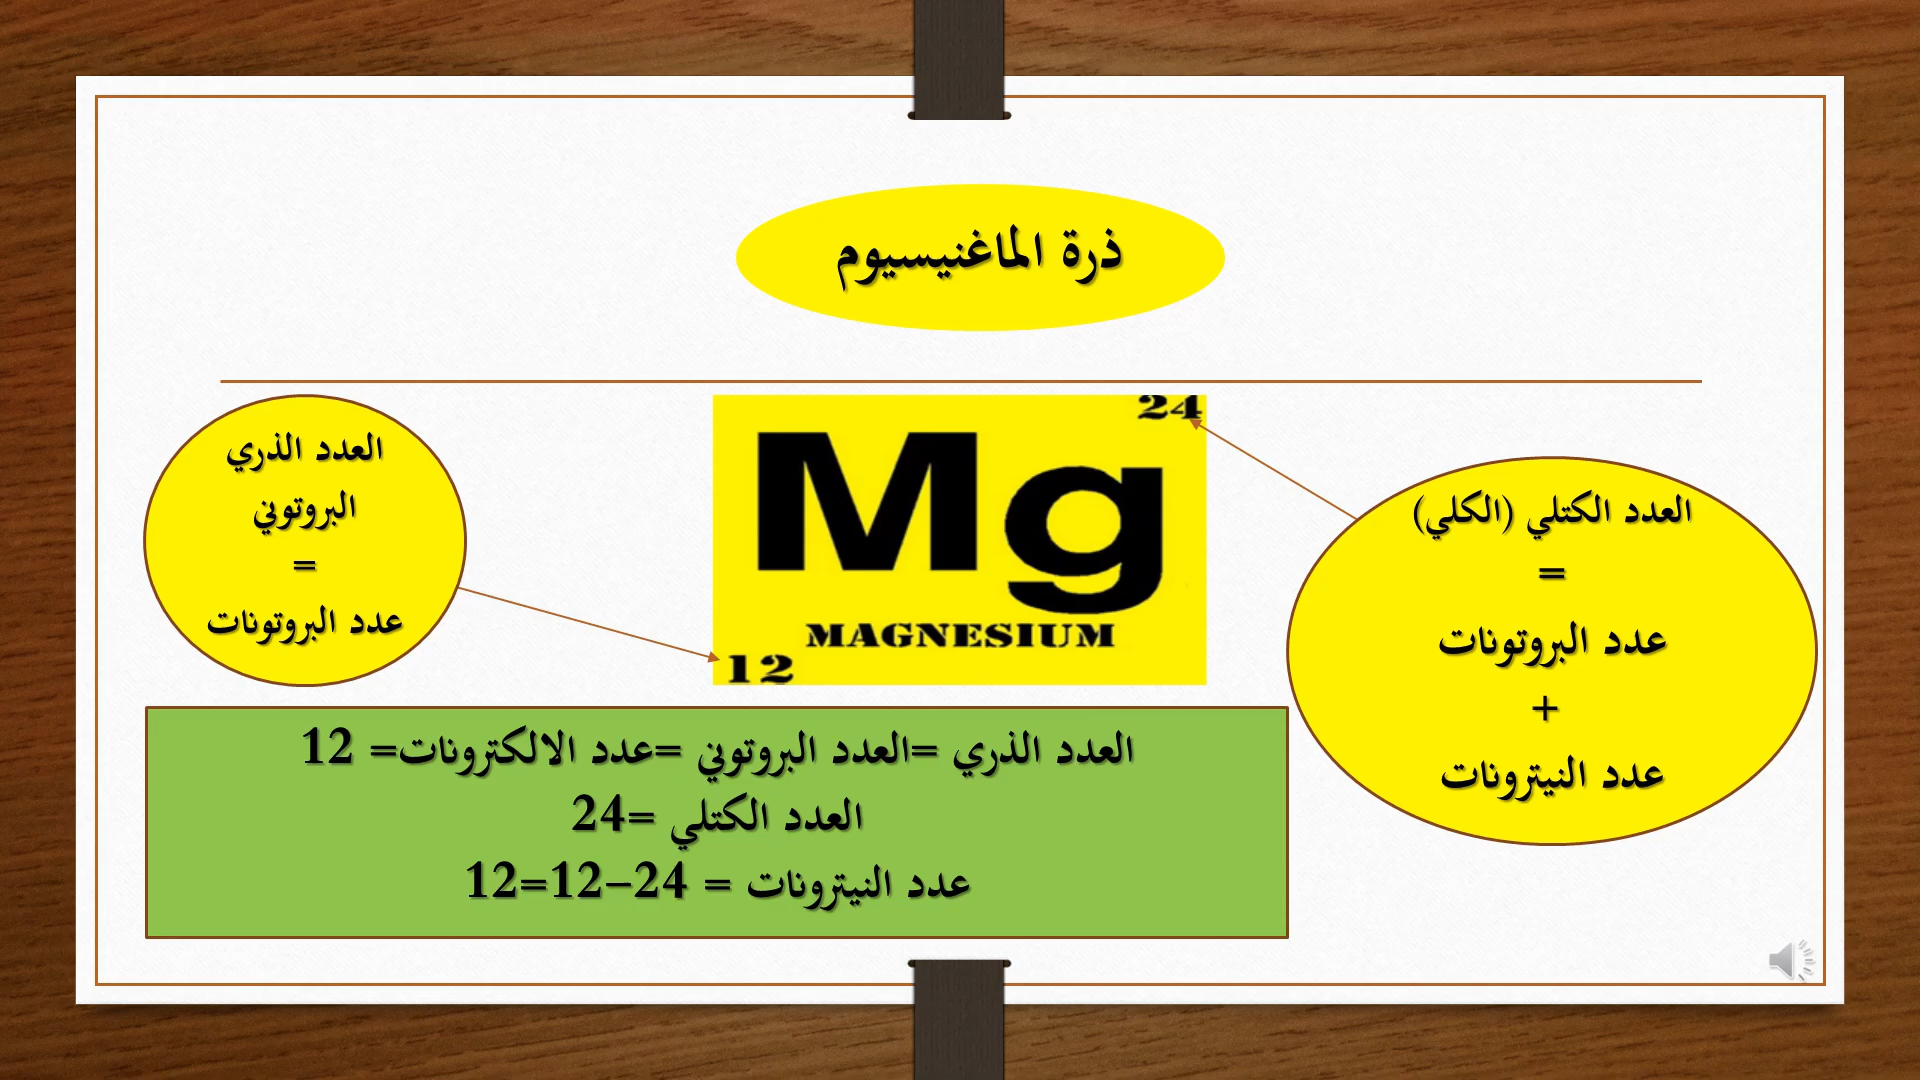 ذرة الماغنيسيوم
العدد الذري
البروتوني
=
عدد البروتونات
24
Mg
MAGNESIUM
12
العدد الكتلي (الكلي)
=
عدد البروتونات
+
عدد النيترونات
العدد الذري =العدد البروتوني =عدد الالكترونات= 12
العدد الكتلي =24
عدد النيترونات = 24-12=12